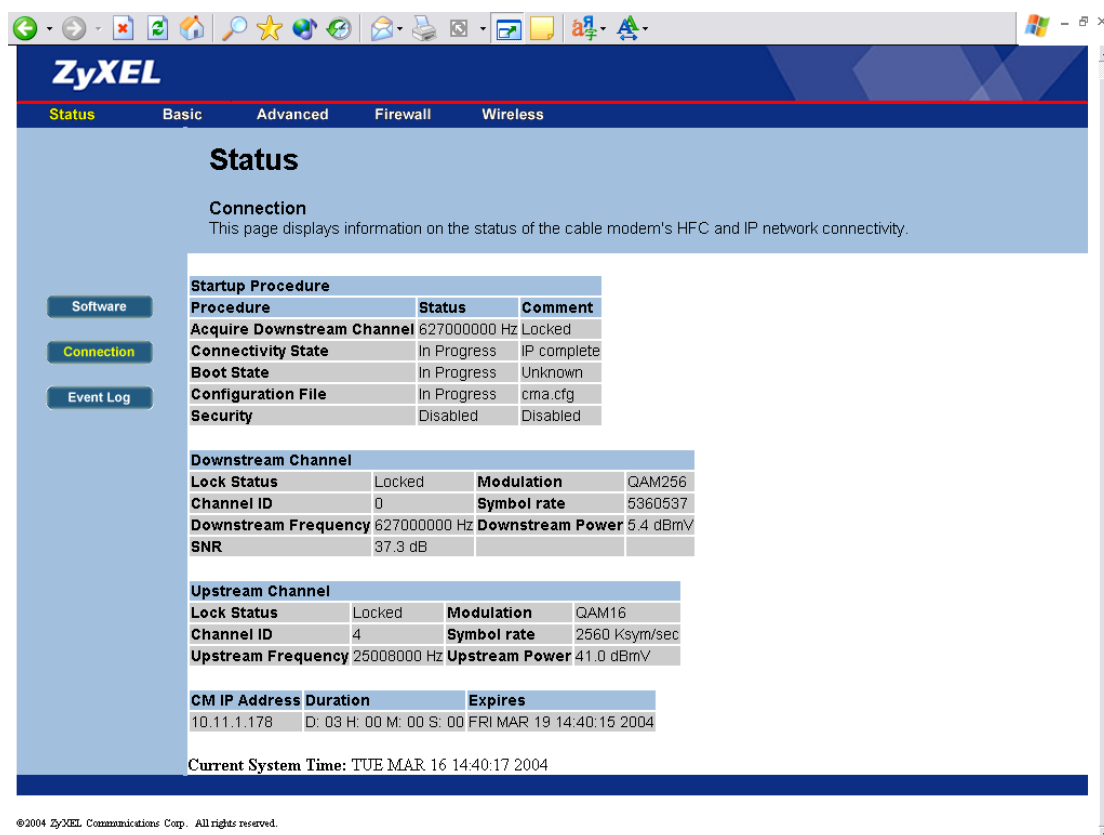 ZyXEL
Status Basic Advanced Firewall Wireless
Status
Connection
This page displays information on the status of the cable modem's HFC and IP network connectivity.
Software
Connection
Event Log
Startup Procedure
Procedure Status Comment
Acquire Downstream Channel 627000000 Hz Locked
Connectivity State In Progress IP complete
Boot State In Progress Unknown
Configuration File In Progress cma.cfg
Security Disabled Disabled
Downstream Channel
Lock Status Locked Modulation QAM256
Channel ID 0 Symbol rate 5360537
Downstream Frequency 627000000 Hz Downstream Power 5.4 dBmV
SNR 37.3 dB
Upstream Channel
Lock Status Locked Modulation QAM16
Channel ID 4 Symbol rate 2560 Ksym/sec
Upstream Frequency 25008000 Hz Upstream Power 41.0 dBmV
CM IP Address Duration Expires
10.11.1.178 D: 03 H: 00 M: 00 S: 00 FRI MAR 19 14:40:15 2004
Current System Time: TUE MAR 16 14:40:17 2004
©2004 ZyXEL Communications Corp. All rights reserved.